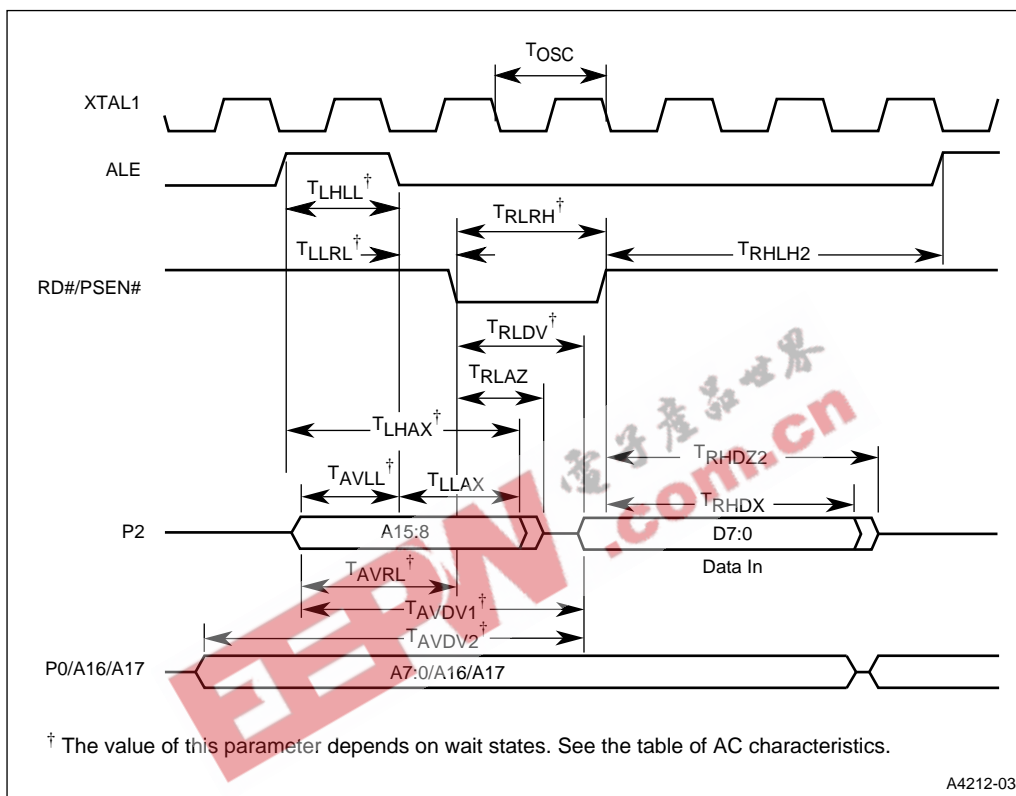 TOSC
XTAL1
ALE
TLHLL†
TRLRH†
TLLRL†
TRHLH2
RD#/PSEN#
TRLDV†
TRLAZ
TLHAX†
TRHDZ2
TAVLL†
TLLAX
TRHDX
P2
A15:8
D7:0
Data In
TAVRL†
TAVDV1†
TAVDV2†
P0/A16/A17
A7:0/A16/A17
† The value of this parameter depends on wait states. See the table of AC characteristics.
A4212-03
電子產品世界
EEPW.com.cn